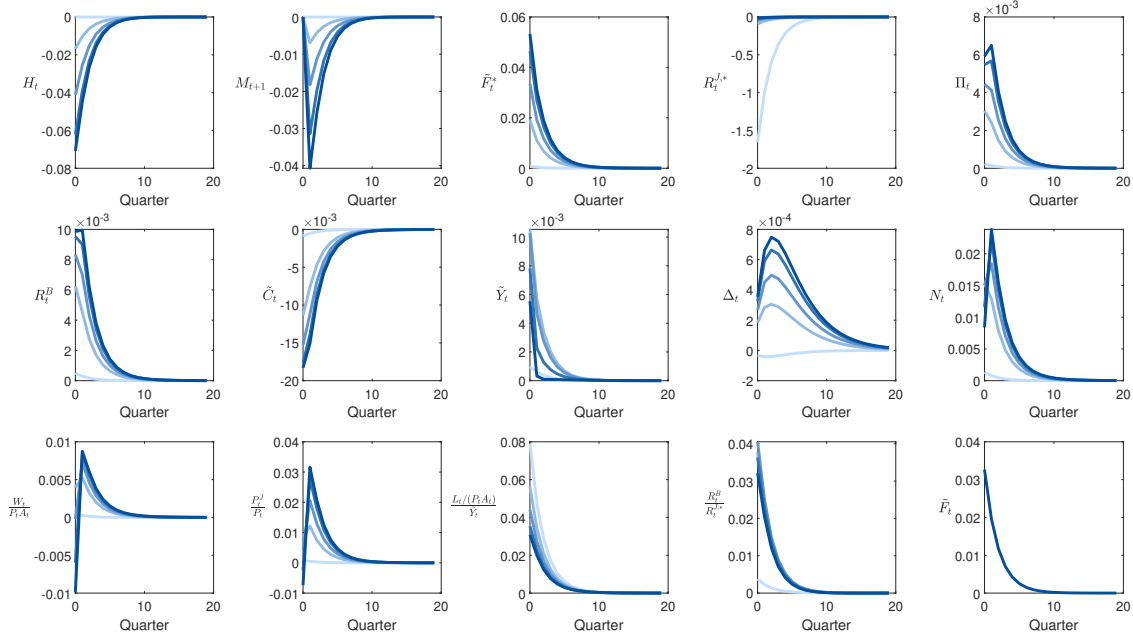 0
-0.02
-0.04
-0.06
-0.08
H_t
0 10 20
Quarter
0
-0.01
-0.02
-0.03
-0.04
M_{t+1}
0 10 20
Quarter
0.06
0.04
0.02
0
F̃_t^*
0 10 20
Quarter
0
-0.5
-1
-1.5
-2
R_t^{J,*}
0 10 20
Quarter
×10^{-3}
8
6
4
2
0
Π_t
0 10 20
Quarter
×10^{-3}
10
8
6
4
2
0
R_t^B
0 10 20
Quarter
×10^{-3}
0
-5
-10
-15
-20
C̃_t
0 10 20
Quarter
×10^{-3}
10
8
6
4
2
0
Ỹ_t
0 10 20
Quarter
×10^{-4}
8
6
4
2
0
-2
Δ_t
0 10 20
Quarter
0.02
0.015
0.01
0.005
0
N_t
0 10 20
Quarter
0.01
0.005
0
-0.005
-0.01
W_t
P_tA_t
0 10 20
Quarter
0.04
0.03
0.02
0.01
0
-0.01
P_t^J
P_t
0 10 20
Quarter
0.08
0.06
0.04
0.02
0
L_t/(P_tA_t)
Ỹ_t
0 10 20
Quarter
0.04
0.03
0.02
0.01
0
R_t^B
R_t^{J,*}
0 10 20
Quarter
0.04
0.03
0.02
0.01
0
F̃_t
0 10 20
Quarter